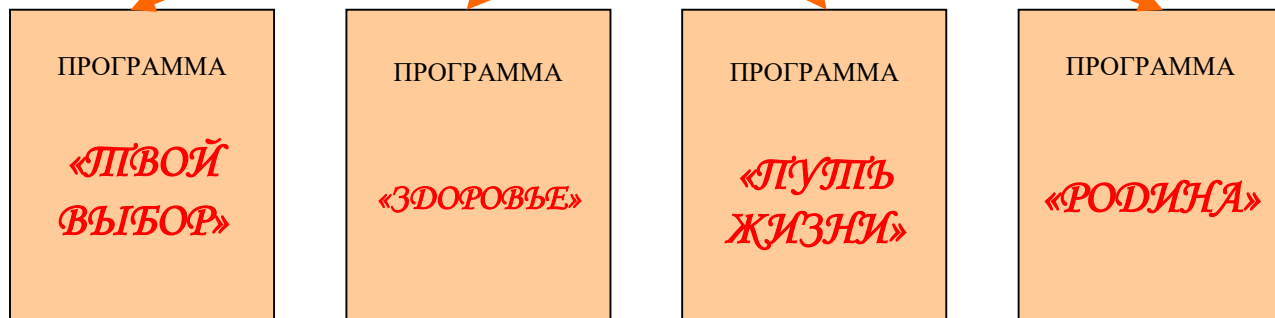 ПРОГРАММА
«ТВОЙ
ВЫБОР»
ПРОГРАММА
«ЗДОРОВЬЕ»
ПРОГРАММА
«ПУТЬ
ЖИЗНИ»
ПРОГРАММА
«РОДИНА»